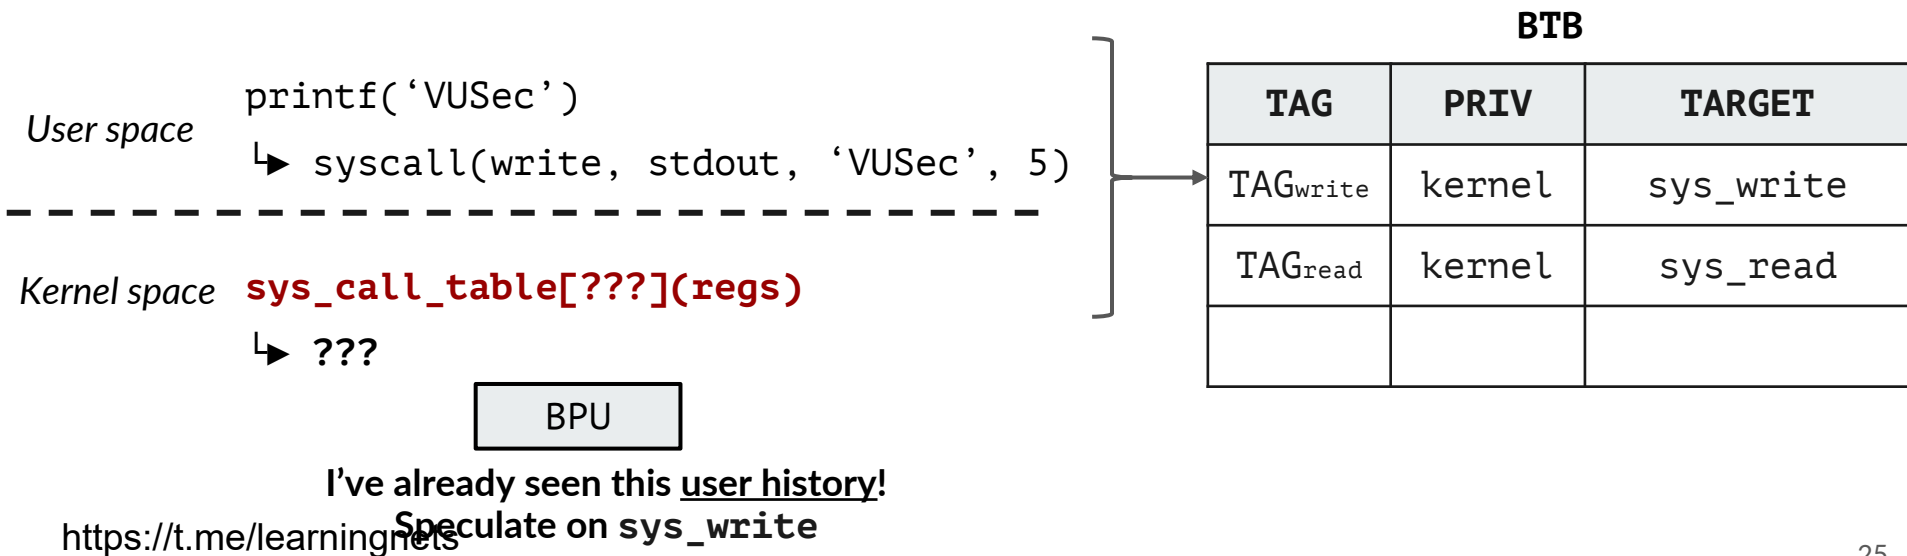 BTB
User space
printf(‘VUSec’)
syscall(write, stdout, ‘VUSec’, 5)
Kernel space
sys_call_table[???](regs)
???
BPU
I’ve already seen this user history!
Speculate on sys_write
TAG PRIV TARGET
TAGwrite kernel sys_write
TAGread kernel sys_read
https://t.me/learningnets
25